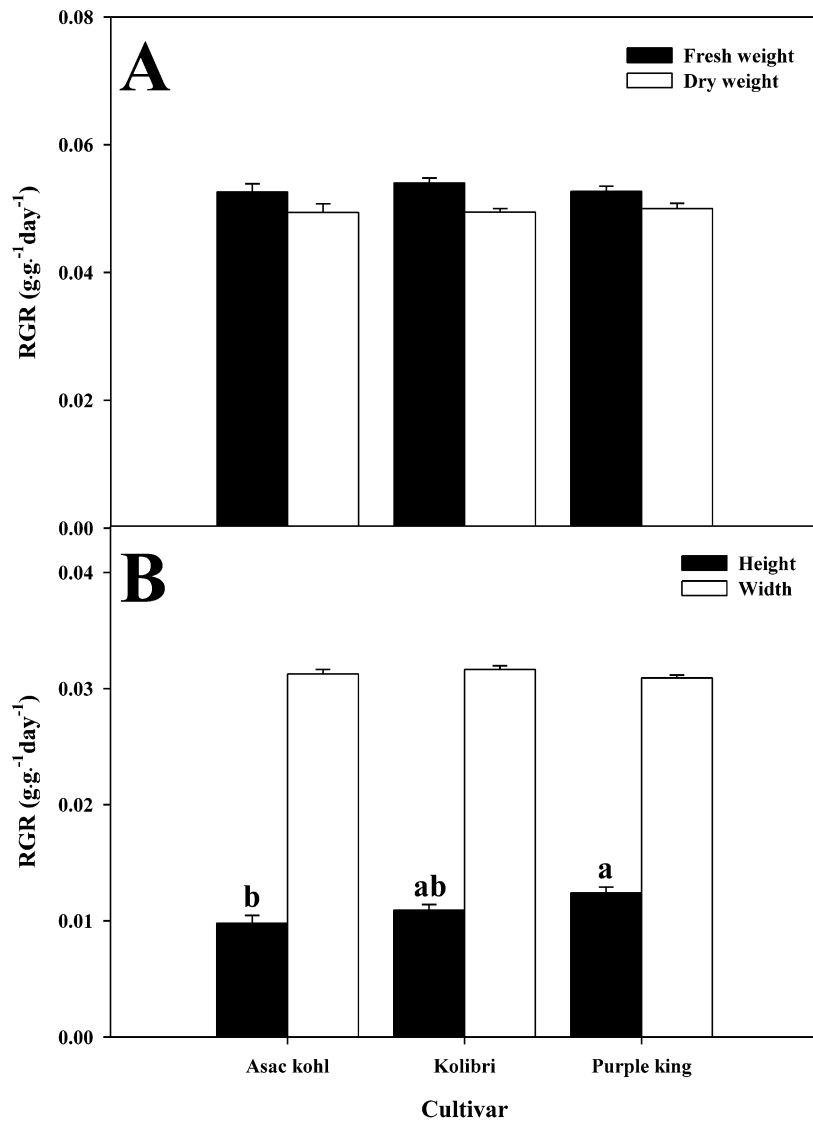 A
Fresh weight
Dry weight
0.08
0.06
0.04
0.02
0.00
RGR (g.g.-1day-1)
B
Height
Width
0.04
0.03
0.02
0.01
0.00
RGR (g.g.-1day-1)
b
ab
a
Asac kohl
Kolibri
Purple king
Cultivar